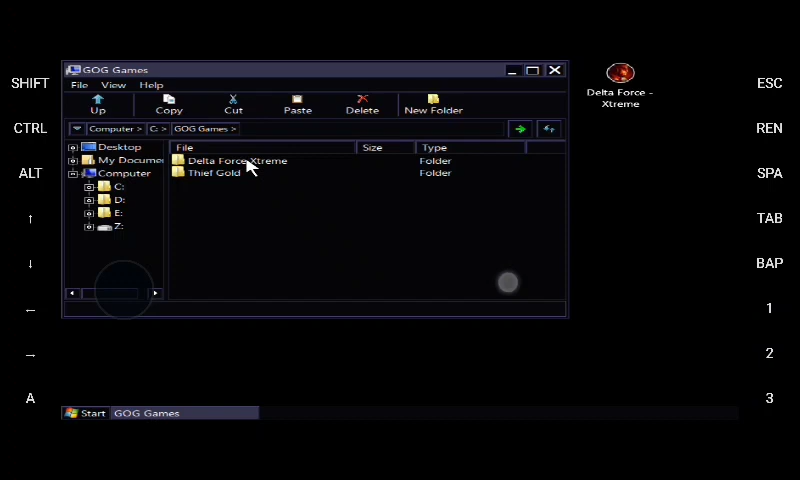 GOG Games
File View Help
Up Copy Cut Paste Delete New Folder
Computer > C: > GOG Games >
File Size Type
Desktop
My Documen
Computer
C:
D:
E:
Z:
Delta Force Xtreme Folder
Thief Gold Folder
Delta Force -
Xtreme
Start GOG Games
SHIFT
CTRL
ALT
↑
↓
←
→
A
ESC
REN
SPA
TAB
BAP
1
2
3